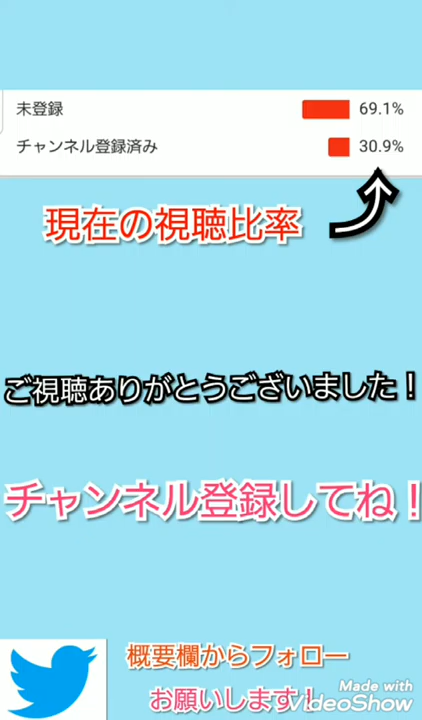 未登録 69.1%
チャンネル登録済み 30.9%
現在の視聴比率
ご視聴ありがとうございました！
チャンネル登録してね！
概要欄からフォロー
お願いします！
Made with
VideoShow